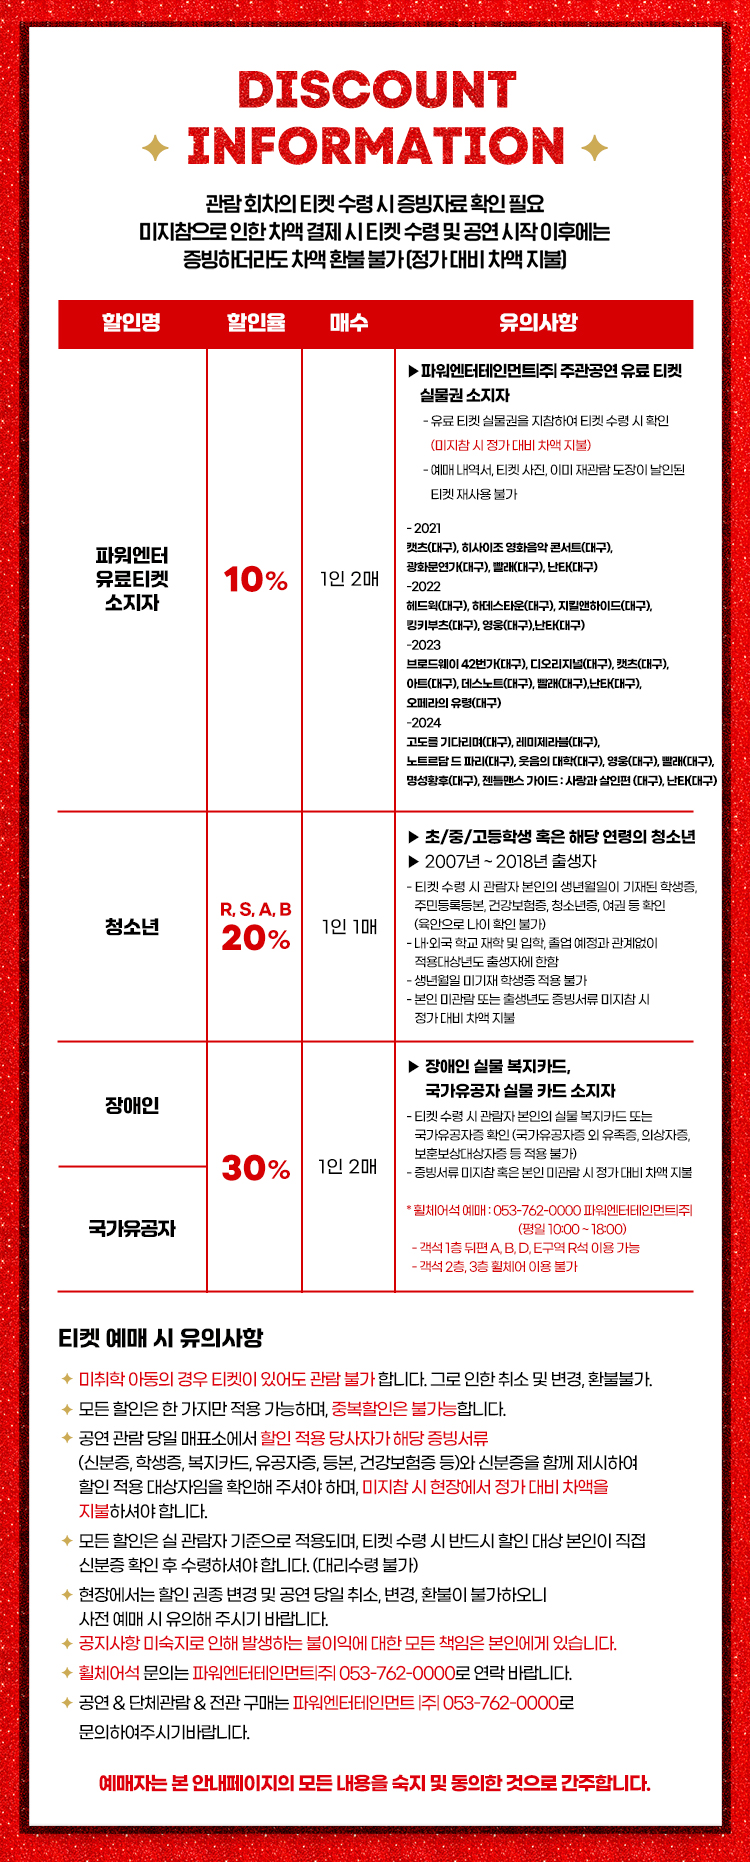 DISCOUNT
INFORMATION
관람 회차의 티켓 수령 시 증빙자료 확인 필요
미지참으로 인한 차액 결제 시 티켓 수령 및 공연 시작 이후에는
증빙하더라도 차액 환불 불가 (정가 대비 차액 지불)
할인명 할인율 매수 유의사항
파워엔터
유료티켓
소지자
10%
1인 2매
▶ 파워엔터테인먼트|주| 주관공연 유료 티켓
실물권 소지자
- 유료 티켓 실물권을 지참하여 티켓 수령 시 확인
(미지참 시 정가 대비 차액 지불)
- 예매 내역서, 티켓 사진, 이미 재관람 도장이 날인된
티켓 재사용 불가
- 2021
캣츠(대구), 히사이조 영화음악 콘서트(대구),
광화문연가(대구), 빨래(대구), 난타(대구)
-2022
헤드윅(대구), 하데스타운(대구), 지킬앤하이드(대구),
킹키부츠(대구), 영웅(대구),난타(대구)
-2023
브로드웨이 42번가(대구), 디오리지널(대구), 캣츠(대구),
아트(대구), 데스노트(대구), 빨래(대구),난타(대구),
오페라의 유령(대구)
-2024
고도를 기다리며(대구), 레미제라블(대구),
노트르담 드 파리(대구), 웃음의 대학(대구), 영웅(대구), 빨래(대구),
명성황후(대구), 젠틀맨스 가이드 : 사랑과 살인편 (대구), 난타(대구)
청소년
R, S, A, B
20%
1인 1매
▶ 초/중/고등학생 혹은 해당 연령의 청소년
▶ 2007년 ~ 2018년 출생자
- 티켓 수령 시 관람자 본인의 생년월일이 기재된 학생증,
주민등록등본, 건강보험증, 청소년증, 여권 등 확인
(육안으로 나이 확인 불가)
- 내·외국 학교 재학 및 입학, 졸업 예정과 관계없이
적용대상년도 출생자에 한함
- 생년월일 미기재 학생증 적용 불가
- 본인 미관람 또는 출생년도 증빙서류 미지참 시
정가 대비 차액 지불
장애인
국가유공자
30%
1인 2매
▶ 장애인 실물 복지카드,
국가유공자 실물 카드 소지자
- 티켓 수령 시 관람자 본인의 실물 복지카드 또는
국가유공자증 확인 (국가유공자증 외 유족증, 의상자증,
보훈보상대상자증 등 적용 불가)
- 증빙서류 미지참 혹은 본인 미관람 시 정가 대비 차액 지불
* 휠체어석 예매 : 053-762-0000 파워엔터테인먼트|주|
(평일 10:00 ~ 18:00)
- 객석 1층 뒤편 A, B, D, E구역 R석 이용 가능
- 객석 2층, 3층 휠체어 이용 불가
티켓 예매 시 유의사항
미취학 아동의 경우 티켓이 있어도 관람 불가 합니다. 그로 인한 취소 및 변경, 환불불가.
모든 할인은 한 가지만 적용 가능하며, 중복할인은 불가능합니다.
공연 관람 당일 매표소에서 할인 적용 당사자가 해당 증빙서류
(신분증, 학생증, 복지카드, 유공자증, 등본, 건강보험증 등)와 신분증을 함께 제시하여
할인 적용 대상자임을 확인해 주셔야 하며, 미지참 시 현장에서 정가 대비 차액을
지불하셔야 합니다.
모든 할인은 실 관람자 기준으로 적용되며, 티켓 수령 시 반드시 할인 대상 본인이 직접
신분증 확인 후 수령하셔야 합니다. (대리수령 불가)
현장에서는 할인 권종 변경 및 공연 당일 취소, 변경, 환불이 불가하오니
사전 예매 시 유의해 주시기 바랍니다.
공지사항 미숙지로 인해 발생하는 불이익에 대한 모든 책임은 본인에게 있습니다.
휠체어석 문의는 파워엔터테인먼트|주| 053-762-0000로 연락 바랍니다.
공연 & 단체관람 & 전관 구매는 파워엔터테인먼트 |주| 053-762-0000로
문의하여주시기바랍니다.
예매자는 본 안내페이지의 모든 내용을 숙지 및 동의한 것으로 간주합니다.